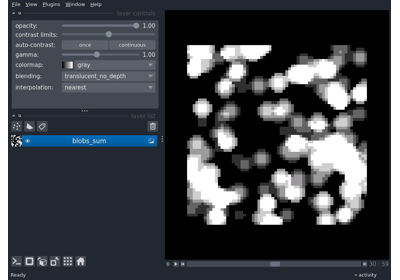 File View Plugins Window Help
layer controls
opacity: 1.00
contrast limits:
auto-contrast: once continuous
gamma: 1.00
colormap: gray
blending: translucent_no_depth
interpolation: nearest
layer list
blobs_sum
30 59
Ready
activity